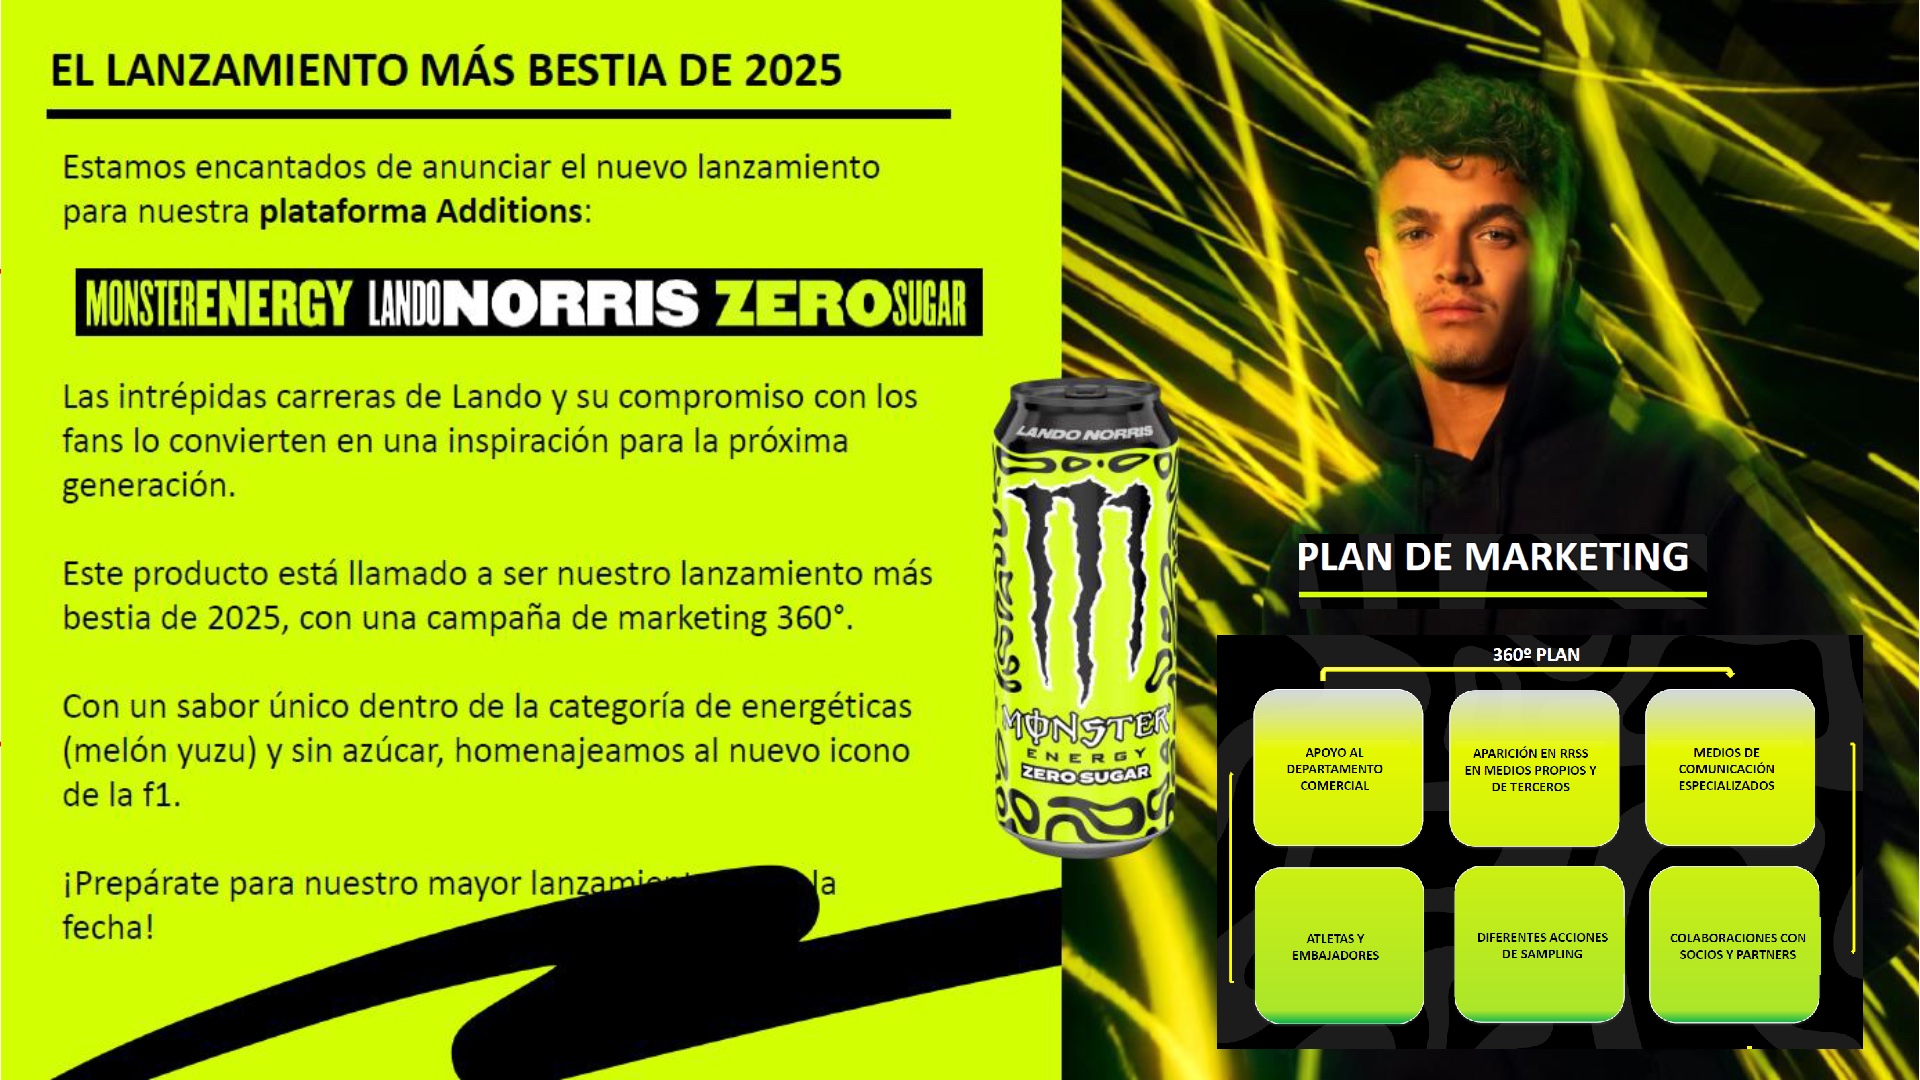 EL LANZAMIENTO MÁS BESTIA DE 2025
Estamos encantados de anunciar el nuevo lanzamiento
para nuestra plataforma Additions:
MONSTERENERGY LANDONORRIS ZEROSUGAR
Las intrépidas carreras de Lando y su compromiso con los
fans lo convierten en una inspiración para la próxima
generación.
Este producto está llamado a ser nuestro lanzamiento más
bestia de 2025, con una campaña de marketing 360°.
Con un sabor único dentro de la categoría de energéticas
(melón yuzu) y sin azúcar, homenajeamos al nuevo icono
de la f1.
¡Prepárate para nuestro mayor la
fecha!
LANDO NORRIS
MONSTER
ENERGY
ZERO SUGAR
PLAN DE MARKETING
360º PLAN
APOYO AL
DEPARTAMENTO
COMERCIAL
APARICIÓN EN RRSS
EN MEDIOS PROPIOS Y
DE TERCEROS
MEDIOS DE
COMUNICACIÓN
ESPECIALIZADOS
ATLETAS Y
EMBAJADORES
DIFERENTES ACCIONES
DE SAMPLING
COLABORACIONES CON
SOCIOS Y PARTNERS